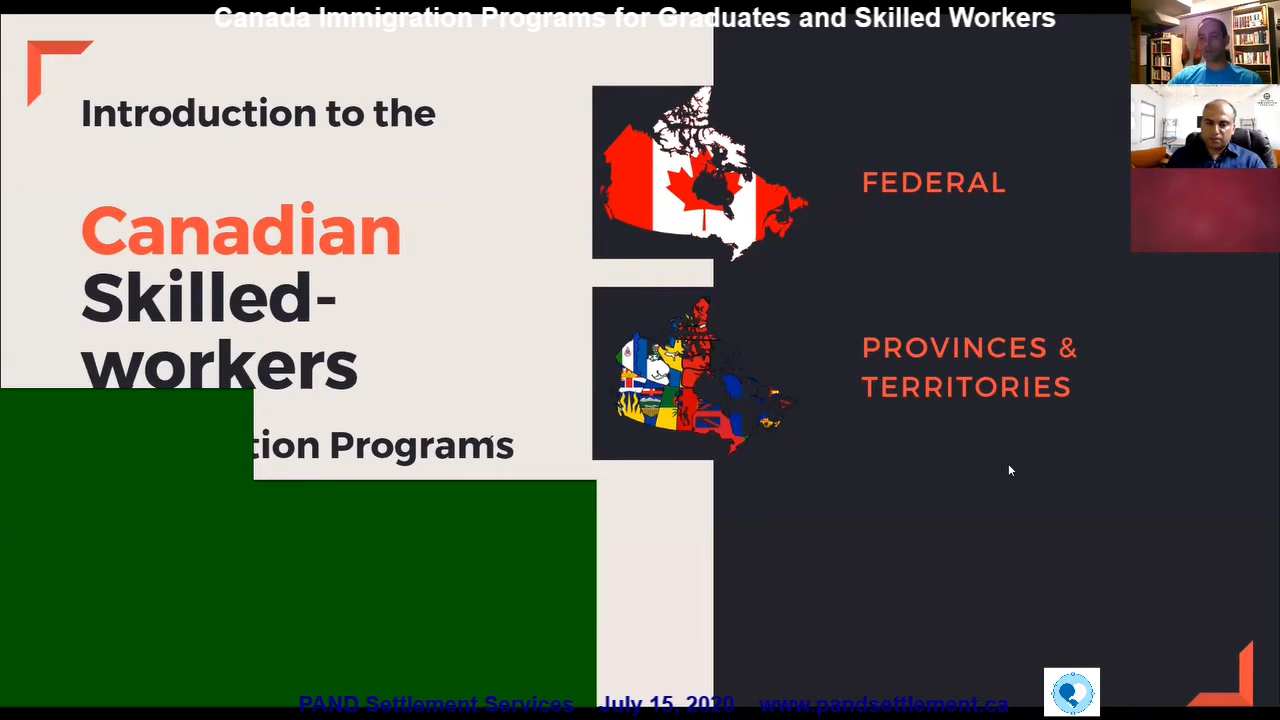 Canada Immigration Programs for Graduates and Skilled Workers
Introduction to the
Canadian
Skilled-
workers
tion Programs
FEDERAL
PROVINCES &
TERRITORIES
PAND Settlement Services July 15, 2020 www.pandsettlement.ca